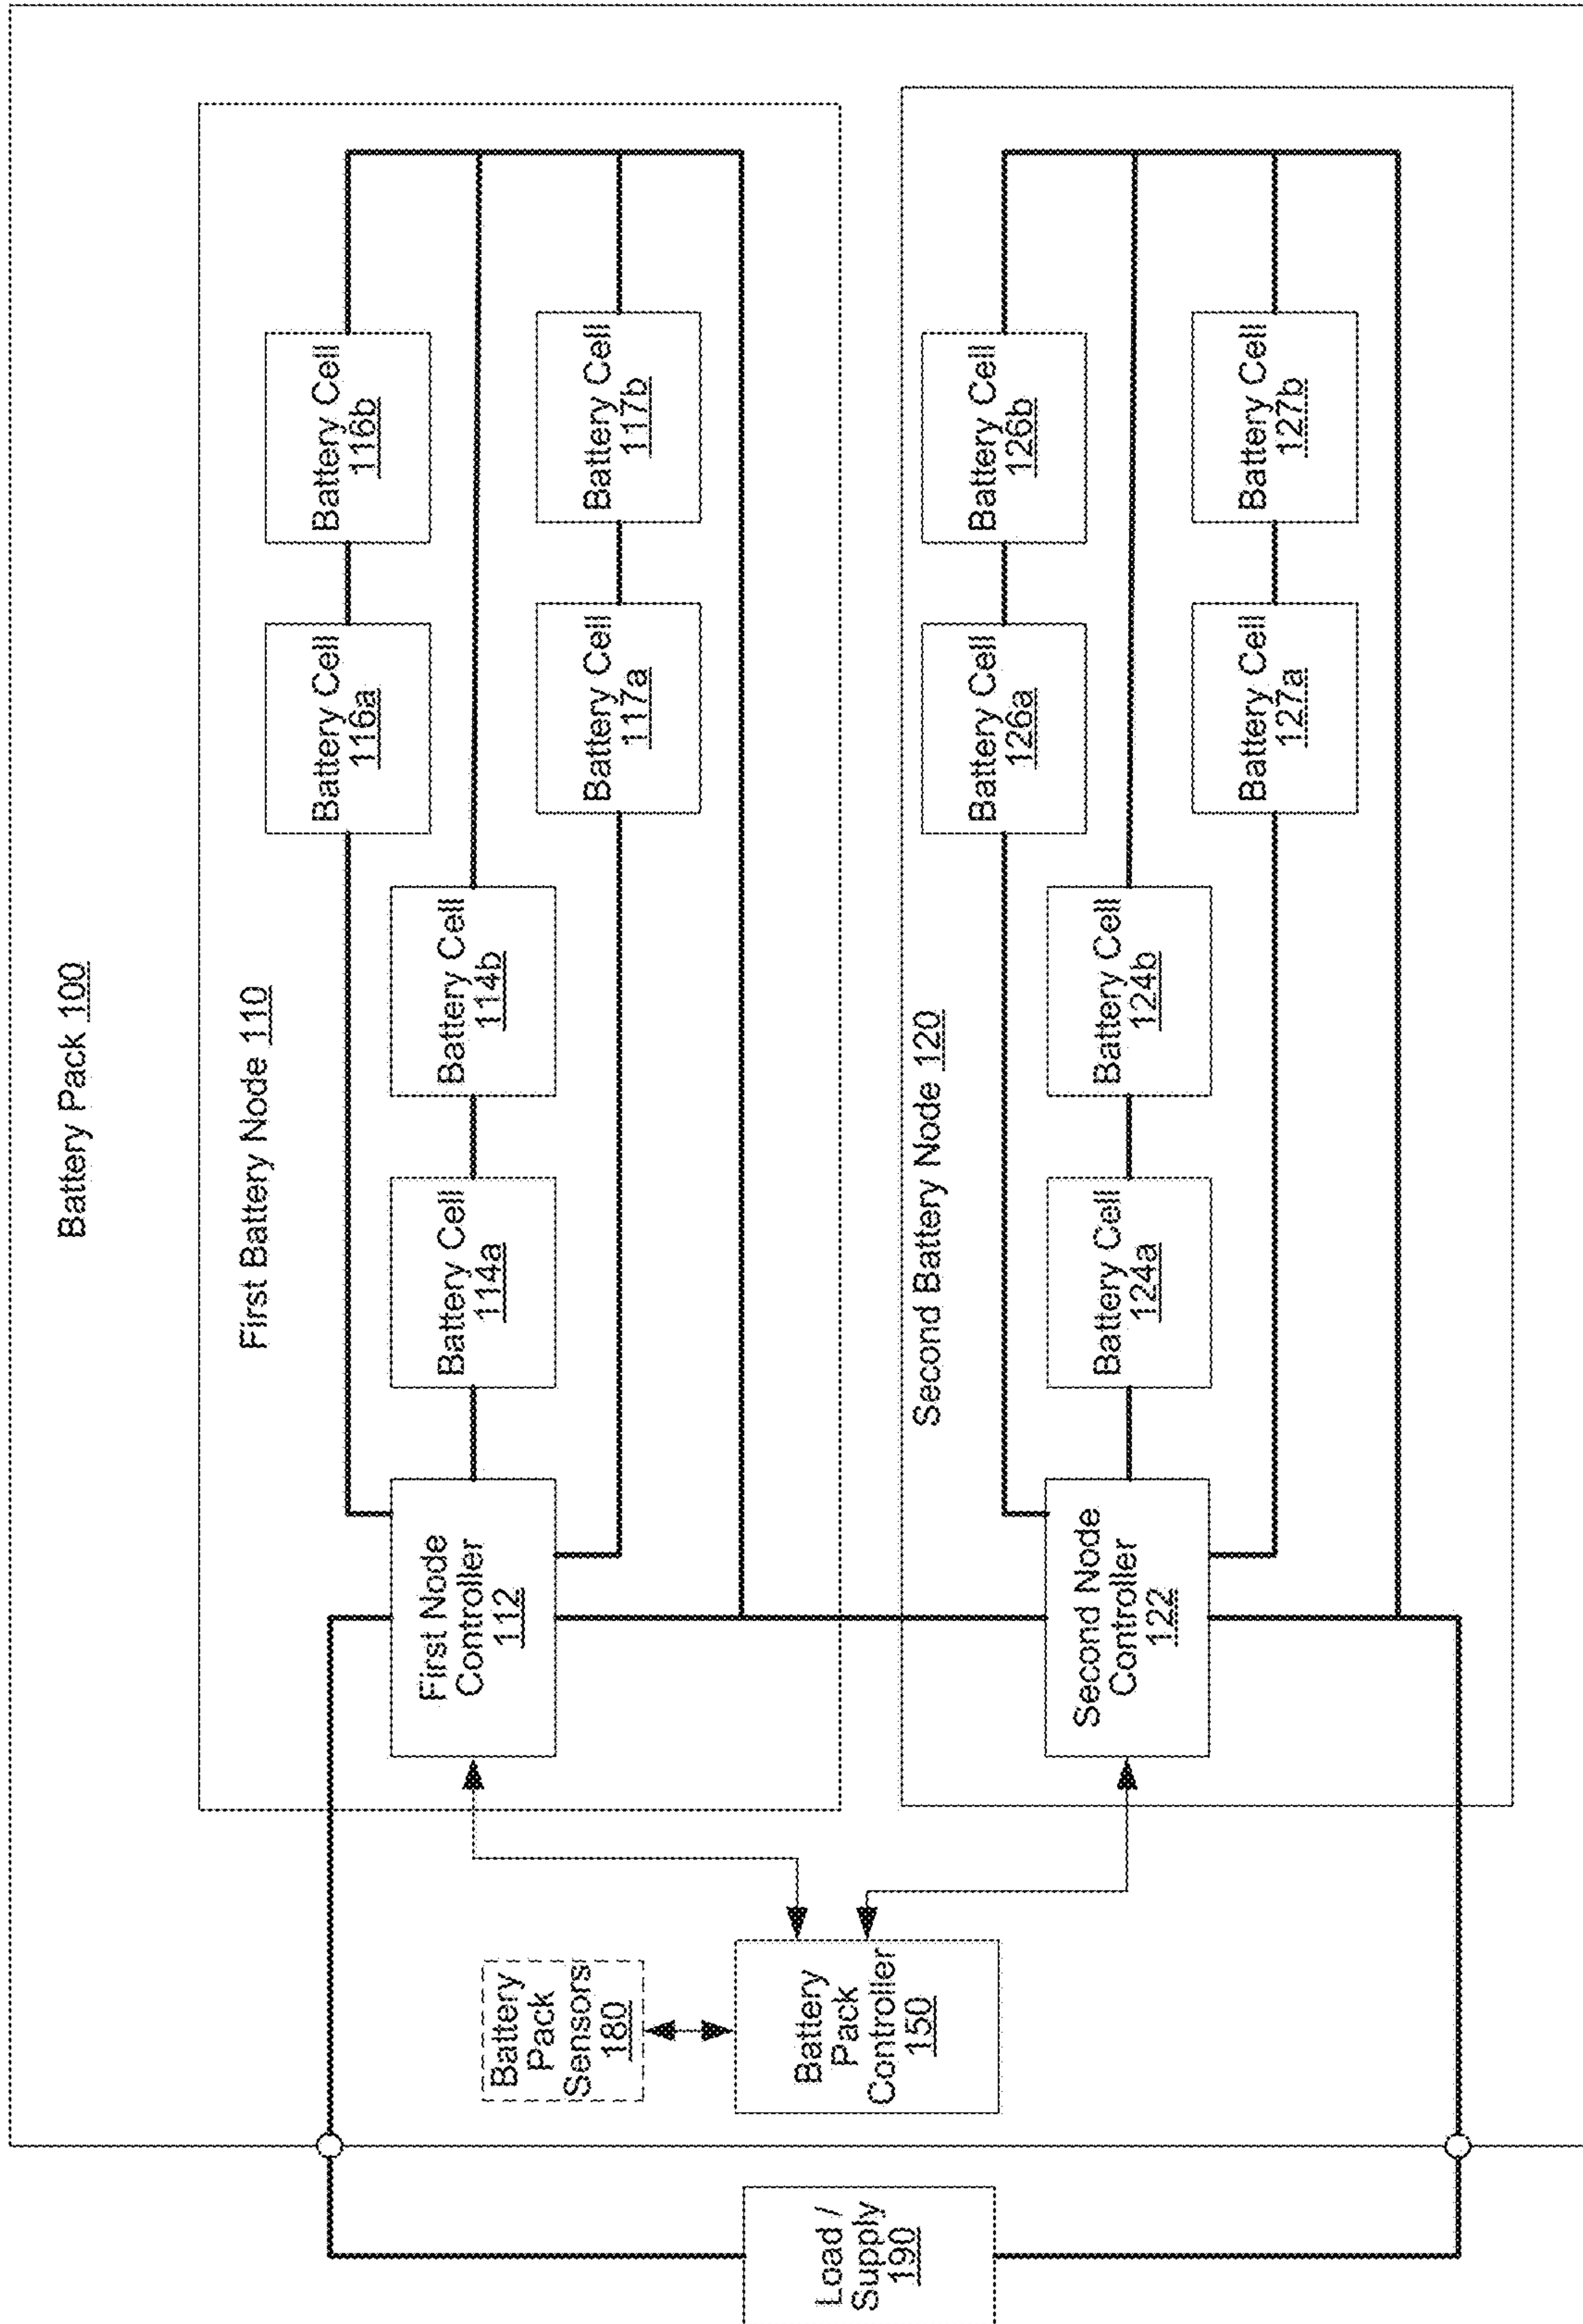 Battery Pack 100
First Battery Node 110
Battery Cell
116a
Battery Cell
116b
First Node
Controller
112
Battery Cell
114a
Battery Cell
114b
Battery Cell
117a
Battery Cell
117b
Battery
Pack
Sensors
180
Load /
Supply
190
Battery
Pack
Controller
150
Second Battery Node 120
Battery Cell
126a
Battery Cell
126b
Second Node
Controller
122
Battery Cell
124a
Battery Cell
124b
Battery Cell
127a
Battery Cell
127b